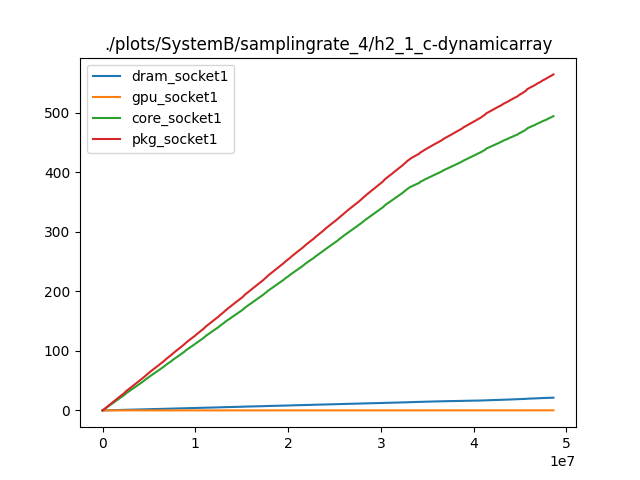 ./plots/SystemB/samplingrate_4/h2_1_c-dynamicarray
dram_socket1
gpu_socket1
core_socket1
pkg_socket1
500
400
300
200
100
0
0 1 2 3 4 5
1e7